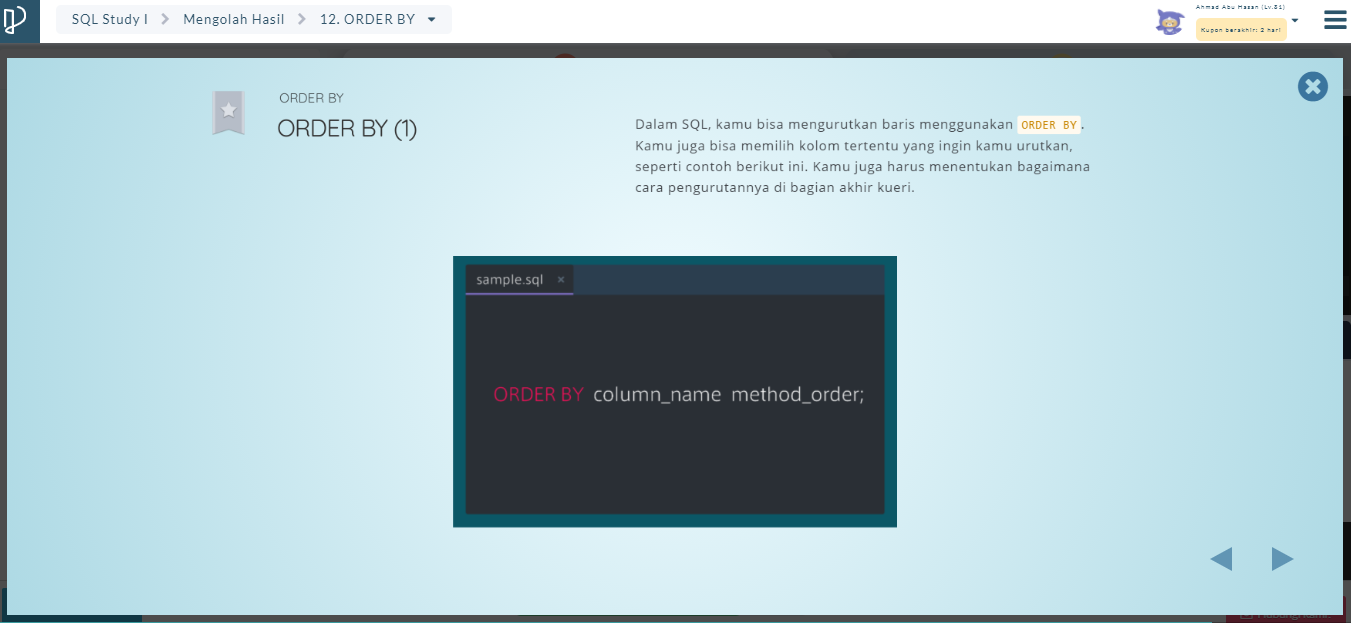 SQL Study I
Mengolah Hasil
12. ORDER BY
Ahmad Abu Hasan (Lv.81)
Kupon berakhir: 2 hari
ORDER BY
ORDER BY (1)
Dalam SQL, kamu bisa mengurutkan baris menggunakan ORDER BY.
Kamu juga bisa memilih kolom tertentu yang ingin kamu urutkan,
seperti contoh berikut ini. Kamu juga harus menentukan bagaimana
cara pengurutannya di bagian akhir kueri.
sample.sql ×
ORDER BY column_name method_order;